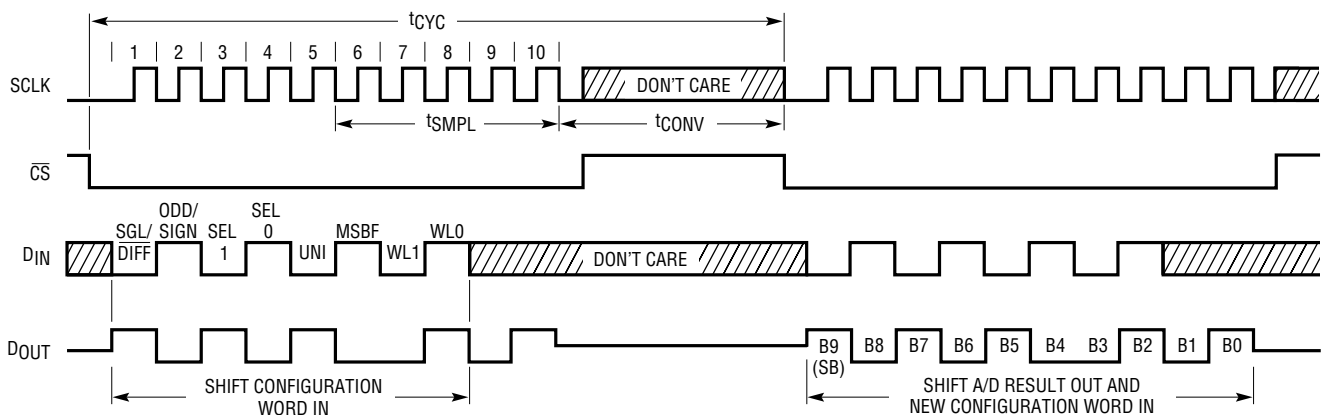 tCYC
1 2 3 4 5 6 7 8 9 10
SCLK
DON'T CARE
tSMPL
tCONV
CS
DIN
SGL/
DIFF
ODD/
SIGN
SEL
1
SEL
0
UNI
MSBF
WL1
WL0
DON'T CARE
DOUT
B9
(SB)
B8 B7 B6 B5 B4 B3 B2 B1 B0
SHIFT CONFIGURATION
WORD IN
SHIFT A/D RESULT OUT AND
NEW CONFIGURATION WORD IN